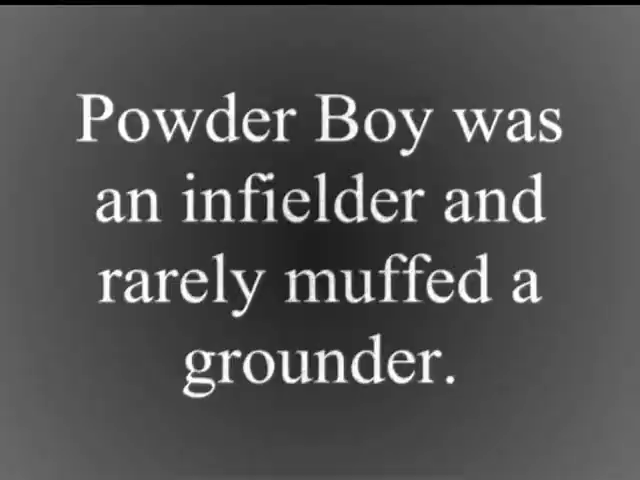 Powder Boy was
an infielder and
rarely muffed a
grounder.